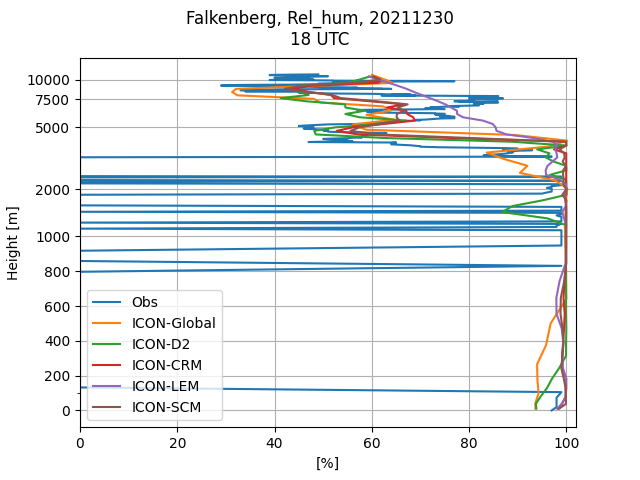 Falkenberg, Rel_hum, 20211230
18 UTC
10000
7500
5000
2000
1000
800
600
400
200
0
Height [m]
Obs
ICON-Global
ICON-D2
ICON-CRM
ICON-LEM
ICON-SCM
0 20 40 60 80 100
[%]